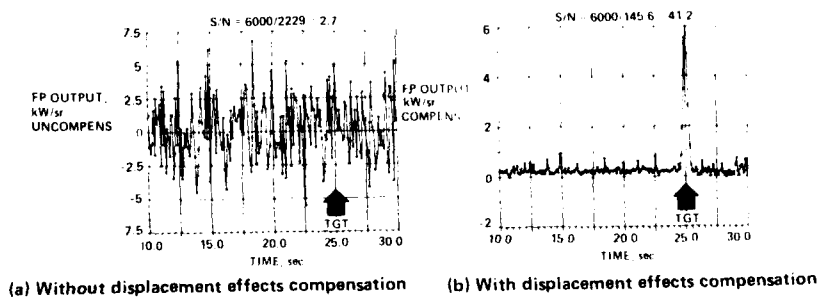 S/N = 6000/2229 2.7
7.5
5
2.5
0
-2.5
-5
7.5
FP OUTPUT,
kW/sr
UNCOMPENS
10.0 15.0 20.0 25.0 30.0
TGT
TIME, sec
(a) Without displacement effects compensation
S/N = 6000 145.6 41.2
6
4
2
0
-2
FP OUTPUT
kW/sr
COMPENS
10.0 15.0 20.0 25.0 30.0
TGT
TIME, sec
(b) With displacement effects compensation